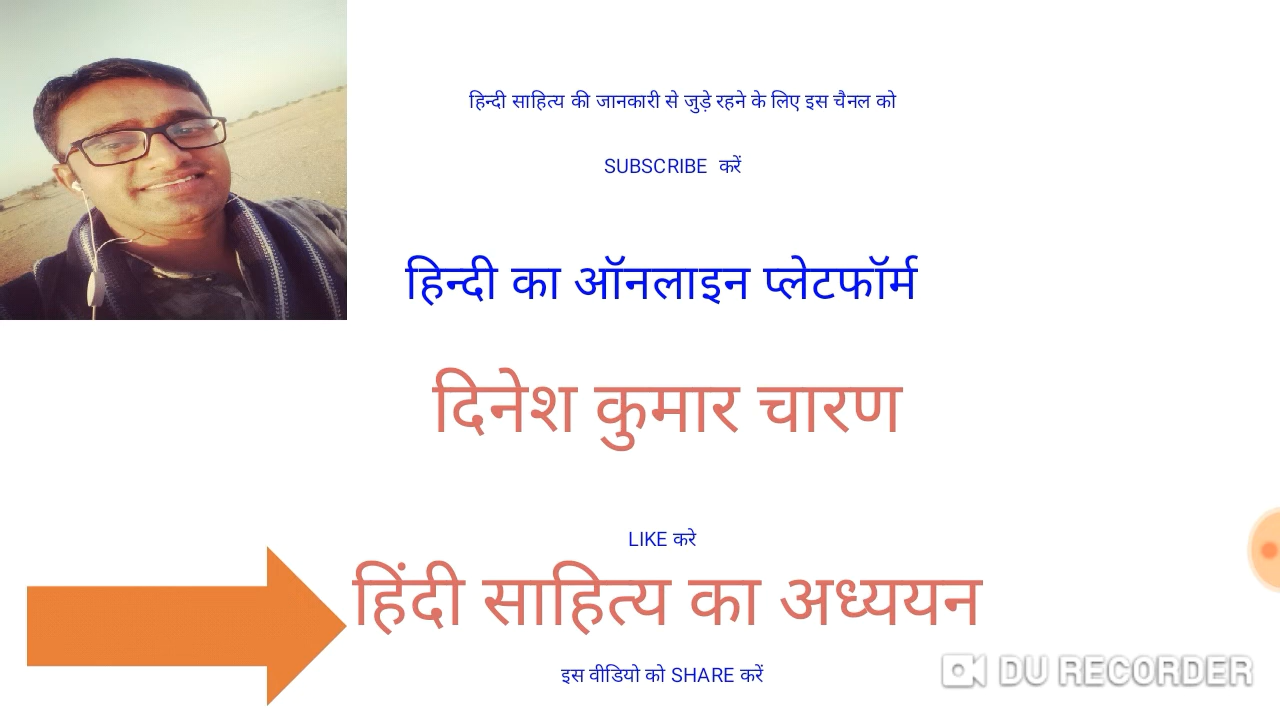 हिन्दी साहित्य की जानकारी से जुड़े रहने के लिए इस चैनल को
SUBSCRIBE करें
हिन्दी का ऑनलाइन प्लेटफॉर्म
दिनेश कुमार चारण
LIKE करे
हिंदी साहित्य का अध्ययन
इस वीडियो को SHARE करें
DU RECORDER